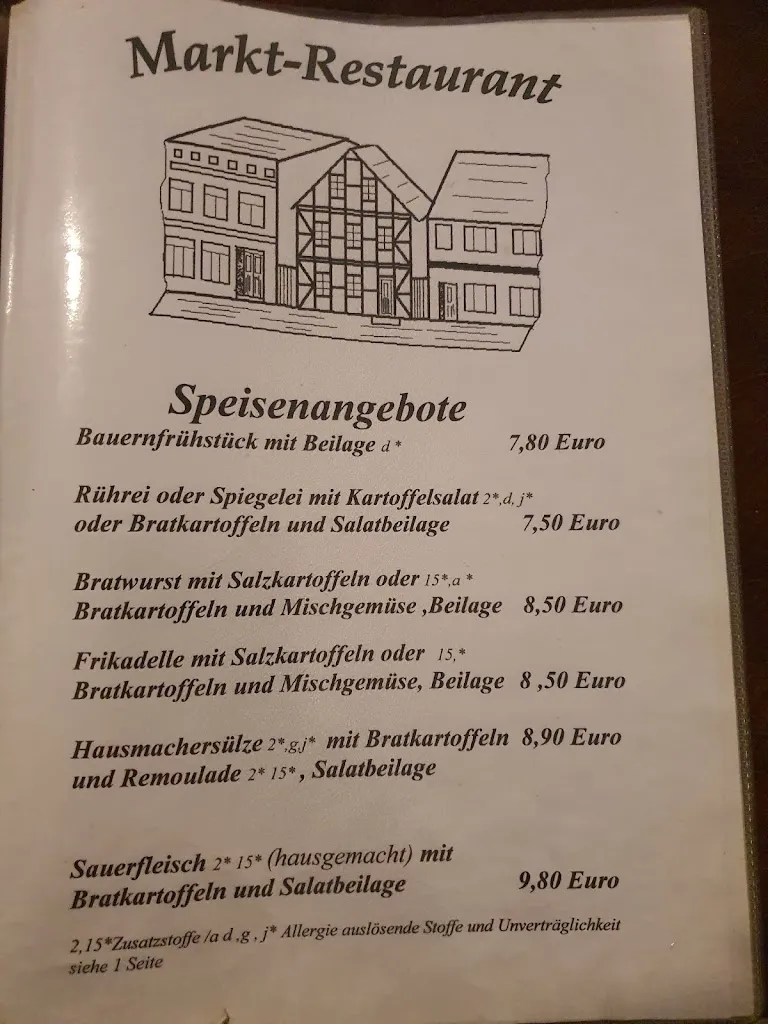 Markt-Restaurant
Speisenangebote
Bauernfrühstück mit Beilage d * 7,80 Euro
Rührei oder Spiegelei mit Kartoffelsalat 2*,d, j*
oder Bratkartoffeln und Salatbeilage 7,50 Euro
Bratwurst mit Salzkartoffeln oder 15*,a *
Bratkartoffeln und Mischgemüse ,Beilage 8,50 Euro
Frikadelle mit Salzkartoffeln oder 15,*
Bratkartoffeln und Mischgemüse, Beilage 8 ,50 Euro
Hausmachersülze 2*,g,j* mit Bratkartoffeln 8,90 Euro
und Remoulade 2* 15* , Salatbeilage
Sauerfleisch 2* 15* (hausgemacht) mit
Bratkartoffeln und Salatbeilage 9,80 Euro
2,15*Zusatzstoffe /a d ,g , j* Allergie auslösende Stoffe und Unverträglichkeit
siehe 1 Seite